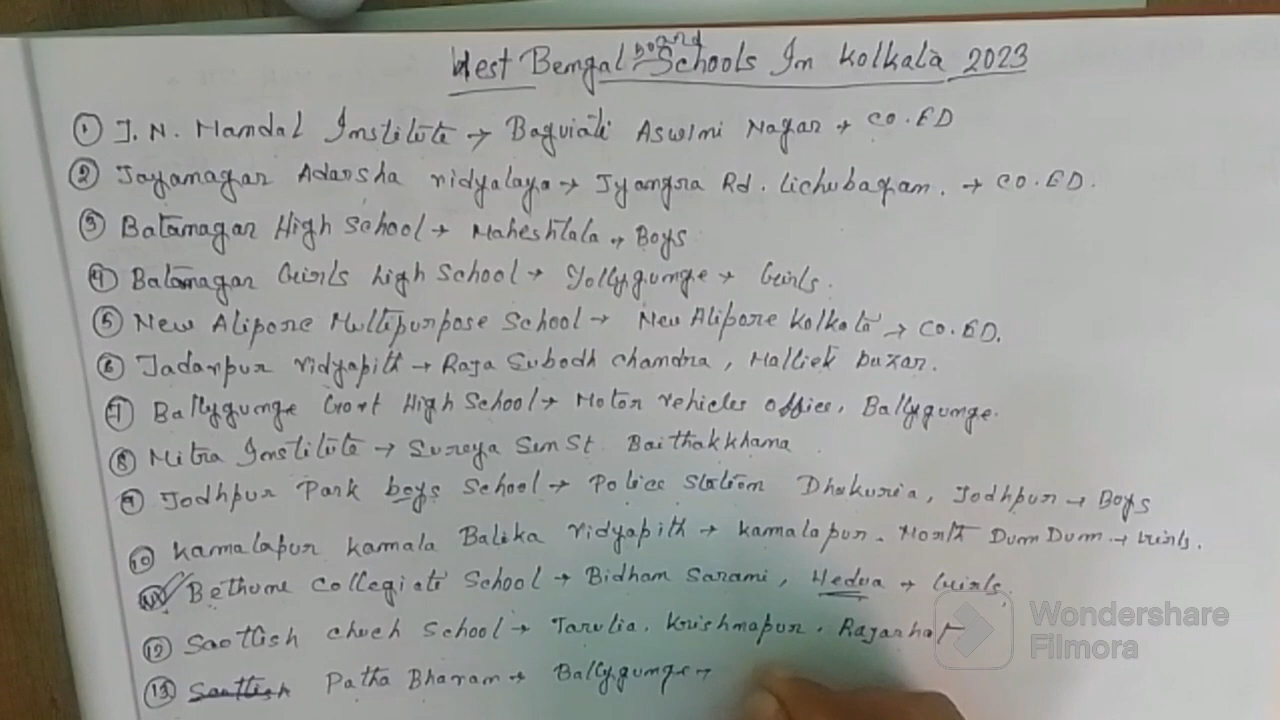 West Bengal board Schools In Kolkata 2023
① J. N. Mandal Institute → Baguiati Aswini Nagar → CO.ED
② Jayanagar Adarsha vidyalaya → Jyangra Rd. Lichubagan. → CO.ED.
③ Batanagar High School → Maheshtala → Boys
④ Batanagar Girls high School → Tollygunge → Girls.
⑤ New Alipore Multipurpose School → New Alipore Kolkata → CO.ED.
⑥ Jadavpur vidyapith → Raja Subodh chandra, Mallick bazar.
⑦ Ballygunge Govt High School → Motor vehicles office, Ballygunge.
⑧ Mitra Institute → Surya Sen St. Baithakkhana
⑨ Jodhpur Park boys School → Police Station Dhakuria, Jodhpur → Boys
⑩ Kamalapur Kamala Balika vidyapith → Kamalapur. North Dum Dum → Girls.
⑪ Bethune Collegiate School → Bidhan Sarani, Hedua → Girls.
⑫ Scottish chuch School → Tarulia. Krishnapur. Rajarhat
⑬ Scottish Patha Bhavan → Ballygunge →
Wondershare
Filmora